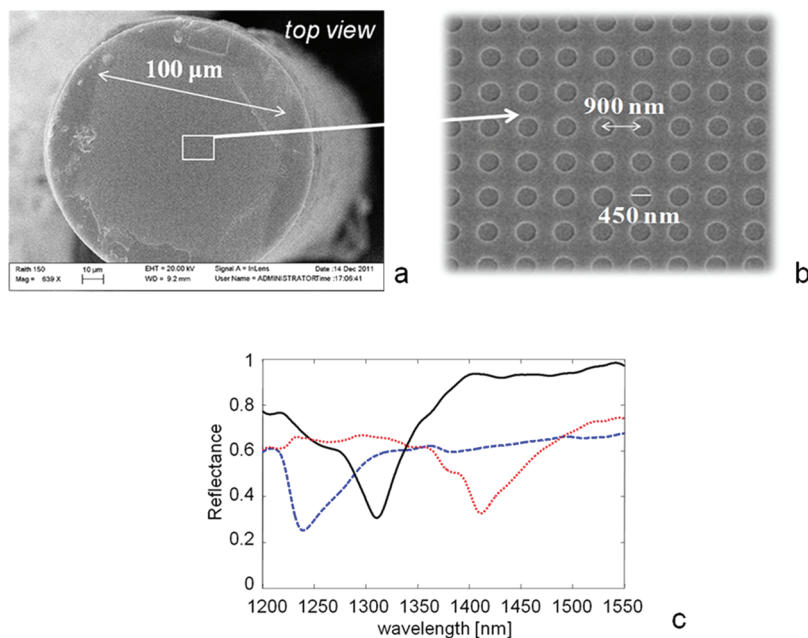 top view
100 µm
Raith 150
10 µm
EHT = 20.00 kV
Signal A = InLens
Date :14 Dec 2011
Mag = 639 X
WD = 9.2 mm
User Name = ADMINISTRATOR
Time :17:06:41
a
900 nm
450 nm
b
1
0.8
0.6
0.4
0.2
0
Reflectance
1200 1250 1300 1350 1400 1450 1500 1550
wavelength [nm]
c